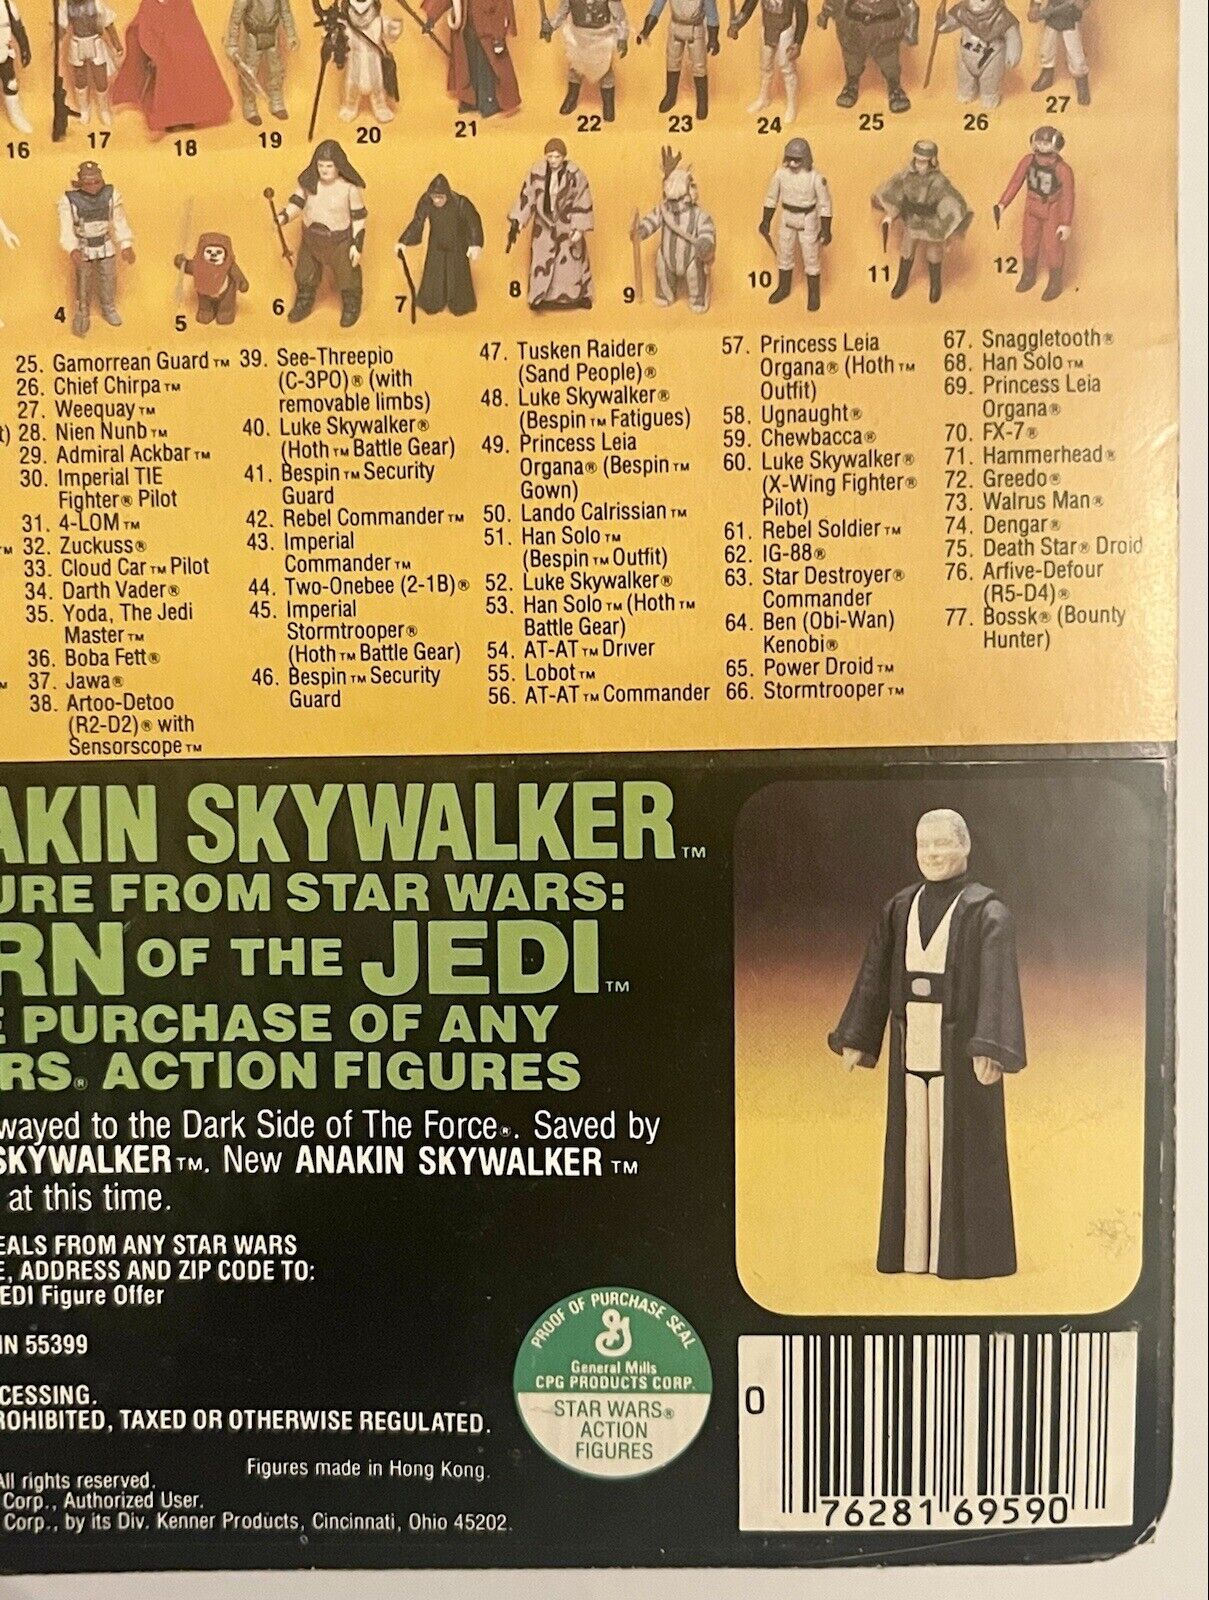 16
17
18
19
20
21
22
23
24
25
26
27
4
5
6
7
8
9
10
11
12
25. Gamorrean Guard™
26. Chief Chirpa™
27. Weequay™
t) 28. Nien Nunb™
29. Admiral Ackbar™
30. Imperial TIE
Fighter® Pilot
31. 4-LOM™
™ 32. Zuckuss®
33. Cloud Car™ Pilot
34. Darth Vader®
35. Yoda, The Jedi
Master™
36. Boba Fett®
™ 37. Jawa®
38. Artoo-Detoo
(R2-D2)® with
Sensorscope™
39. See-Threepio
(C-3PO)® (with
removable limbs)
40. Luke Skywalker®
(Hoth™ Battle Gear)
41. Bespin™ Security
Guard
42. Rebel Commander™
43. Imperial
Commander™
44. Two-Onebee (2-1B)®
45. Imperial
Stormtrooper®
(Hoth™ Battle Gear)
46. Bespin™ Security
Guard
47. Tusken Raider®
(Sand People)®
48. Luke Skywalker®
(Bespin™ Fatigues)
49. Princess Leia
Organa® (Bespin™
Gown)
50. Lando Calrissian™
51. Han Solo™
(Bespin™ Outfit)
52. Luke Skywalker®
53. Han Solo™ (Hoth™
Battle Gear)
54. AT-AT™ Driver
55. Lobot™
56. AT-AT™ Commander
57. Princess Leia
Organa® (Hoth™
Outfit)
58. Ugnaught®
59. Chewbacca®
60. Luke Skywalker®
(X-Wing Fighter®
Pilot)
61. Rebel Soldier™
62. IG-88®
63. Star Destroyer®
Commander
64. Ben (Obi-Wan)
Kenobi®
65. Power Droid™
66. Stormtrooper™
67. Snaggletooth®
68. Han Solo™
69. Princess Leia
Organa®
70. FX-7®
71. Hammerhead®
72. Greedo®
73. Walrus Man®
74. Dengar®
75. Death Star® Droid
76. Arfive-Defour
(R5-D4)®
77. Bossk® (Bounty
Hunter)
AKIN SKYWALKER™
URE FROM STAR WARS:
RN OF THE JEDI™
E PURCHASE OF ANY
RS® ACTION FIGURES
wayed to the Dark Side of The Force®. Saved by
SKYWALKER™. New ANAKIN SKYWALKER™
at this time.
EALS FROM ANY STAR WARS
E, ADDRESS AND ZIP CODE TO:
EDI Figure Offer
IN 55399
CESSING.
ROHIBITED, TAXED OR OTHERWISE REGULATED.
Figures made in Hong Kong.
All rights reserved.
Corp., Authorized User.
Corp., by its Div. Kenner Products, Cincinnati, Ohio 45202.
PROOF OF PURCHASE SEAL
G
General Mills
CPG PRODUCTS CORP.
STAR WARS®
ACTION
FIGURES
0 76281 69590